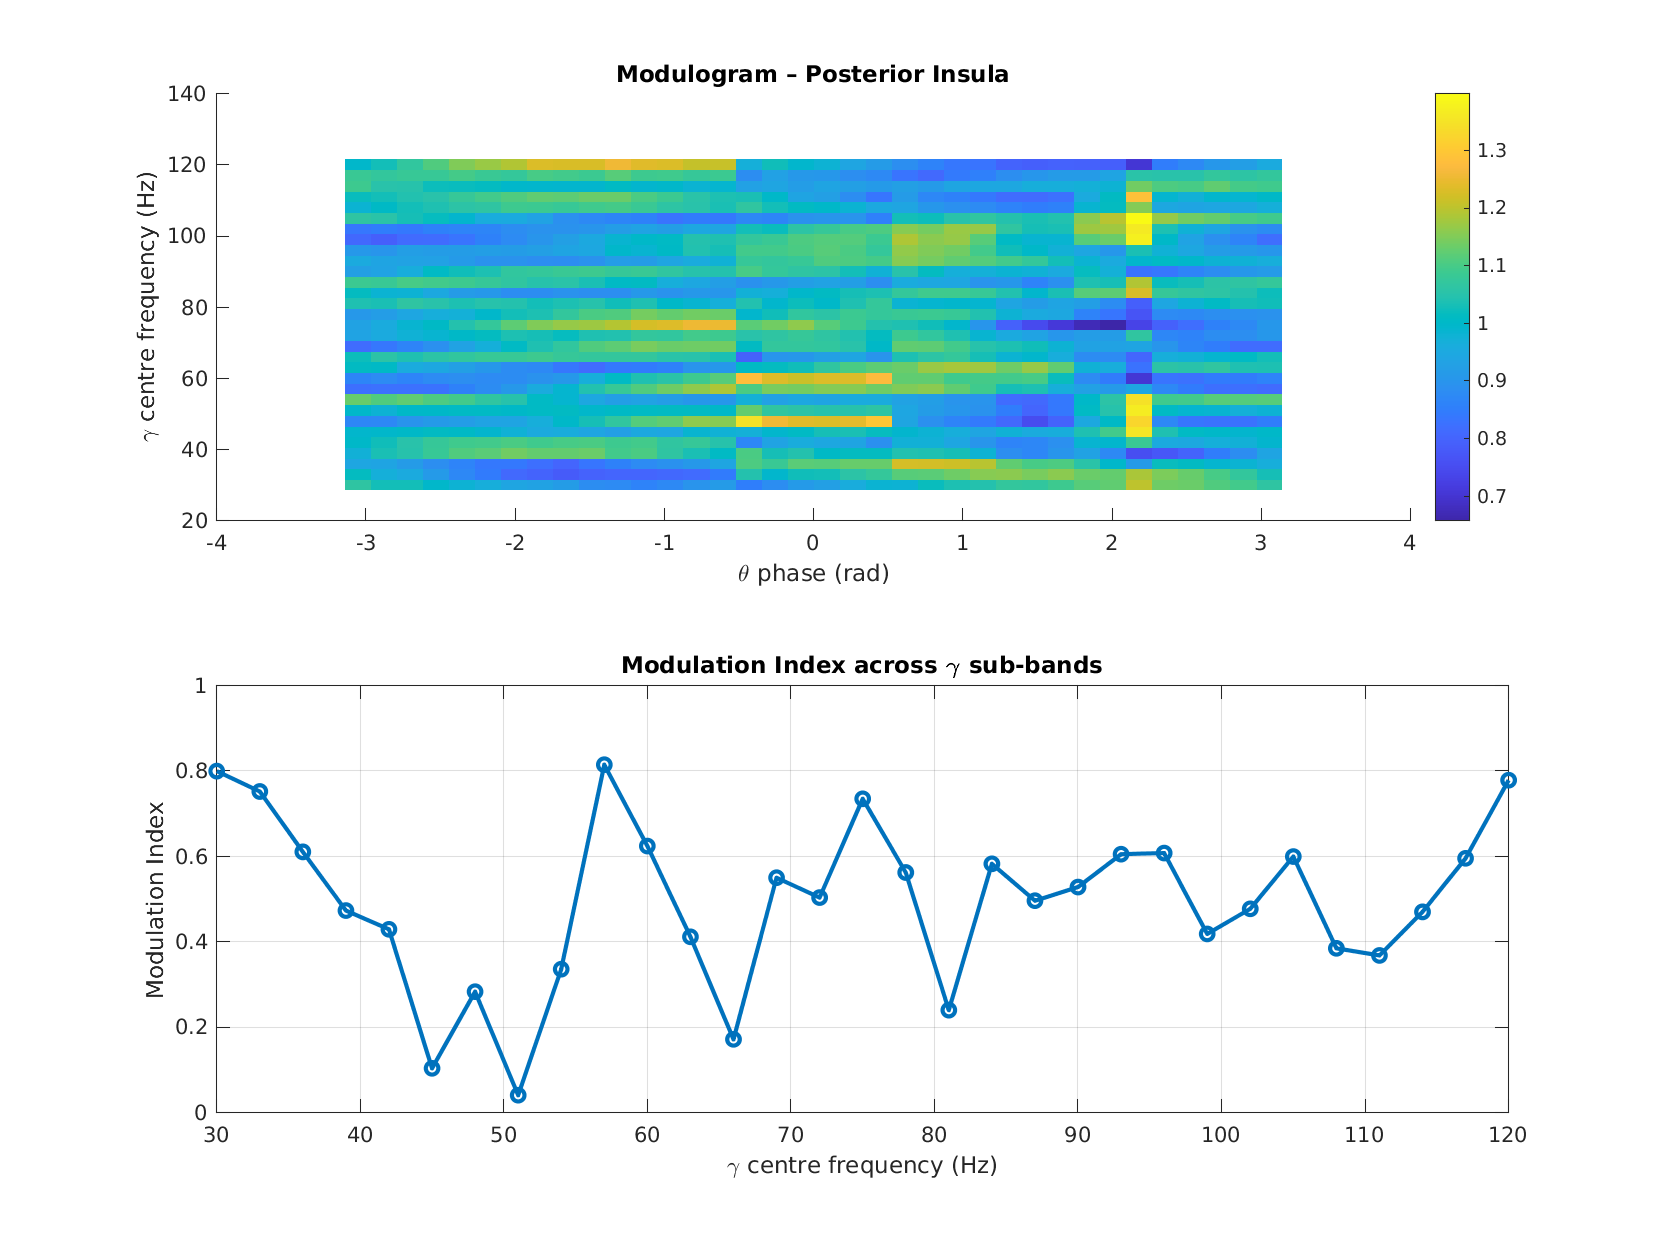 Modulogram – Posterior Insula
140
120
100
80
60
40
20
γ centre frequency (Hz)
-4 -3 -2 -1 0 1 2 3 4
θ phase (rad)
1.3
1.2
1.1
1
0.9
0.8
0.7
Modulation Index across γ sub-bands
1
0.8
0.6
0.4
0.2
0
Modulation Index
30 40 50 60 70 80 90 100 110 120
γ centre frequency (Hz)